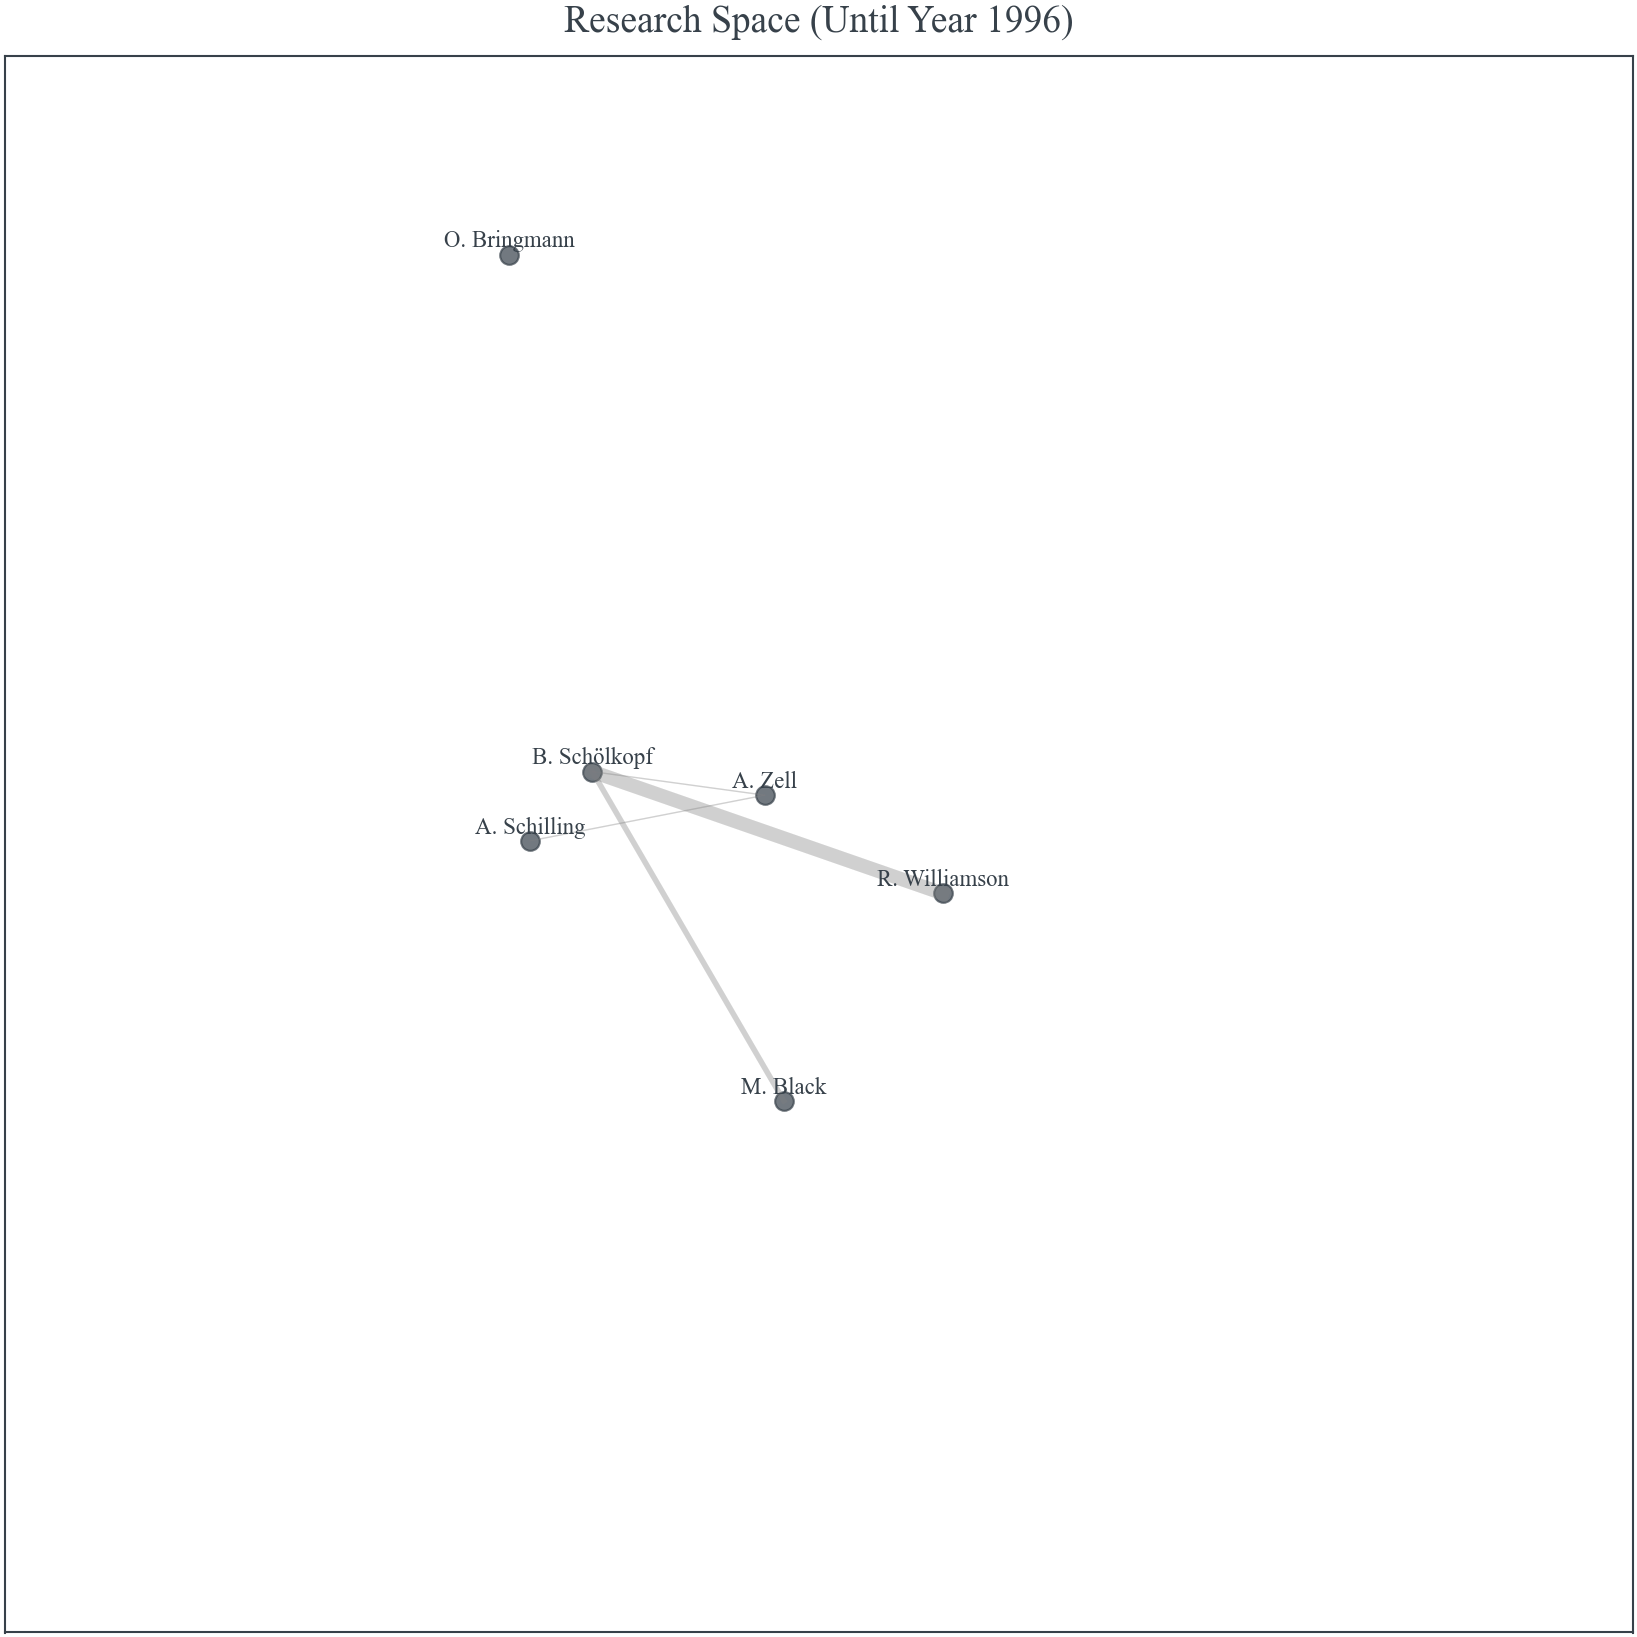 Research Space (Until Year 1996)
O. Bringmann
B. Schölkopf
A. Zell
A. Schilling
R. Williamson
M. Black